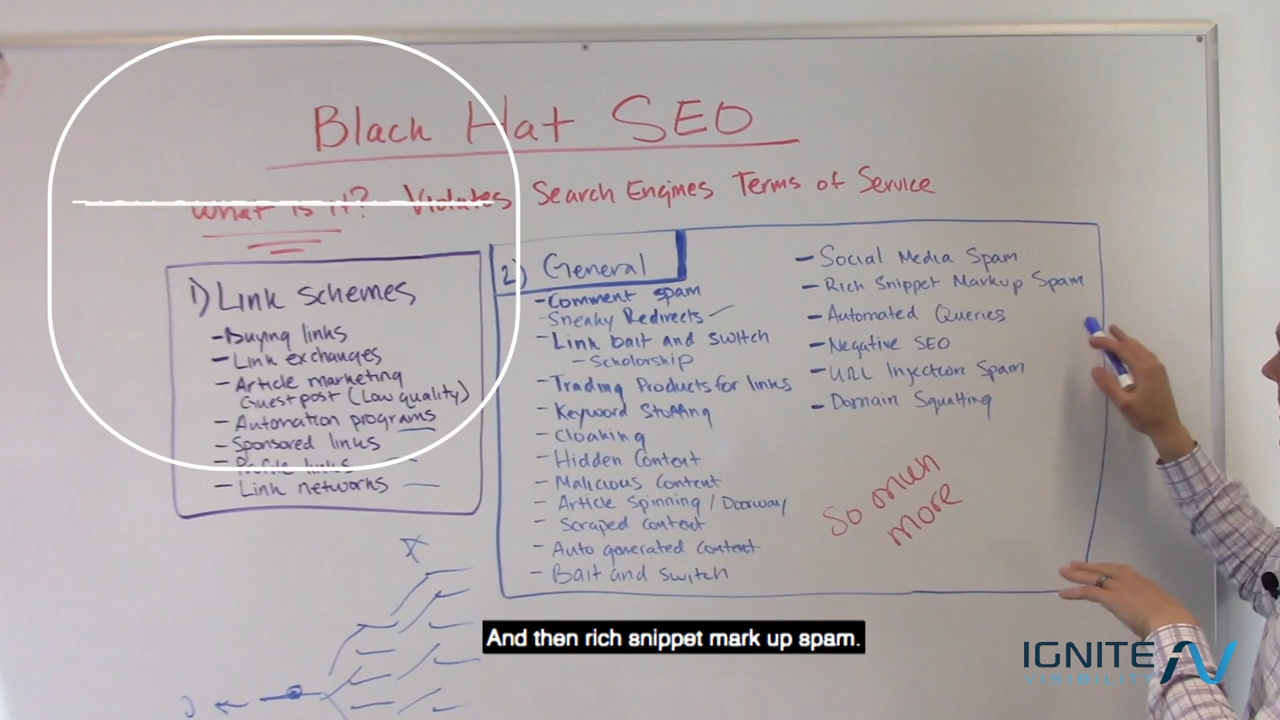 Black Hat SEO
What is it? Violates Search Engines Terms of Service
1) Link schemes
- Buying links
- Link exchanges
- Article marketing
Guest post (Low quality)
- Automation programs
- Sponsored links
- Profile links
- Link networks
2) General
- Comment spam
- Sneaky Redirects
- Link bait and switch
- Scholorship
- Trading Products for links
- Keyword Stuffing
- Cloaking
- Hidden Content
- Malicious Content
- Article Spinning / Doorway
- Scraped content
- Auto generated content
- Bait and switch
- Social Media Spam
- Rich Snippet Markup Spam
- Automated Queries
- Negative SEO
- URL Injection Spam
- Domain Squatting
So much
more
And then rich snippet mark up spam.
IGNITE
VISIBILITY